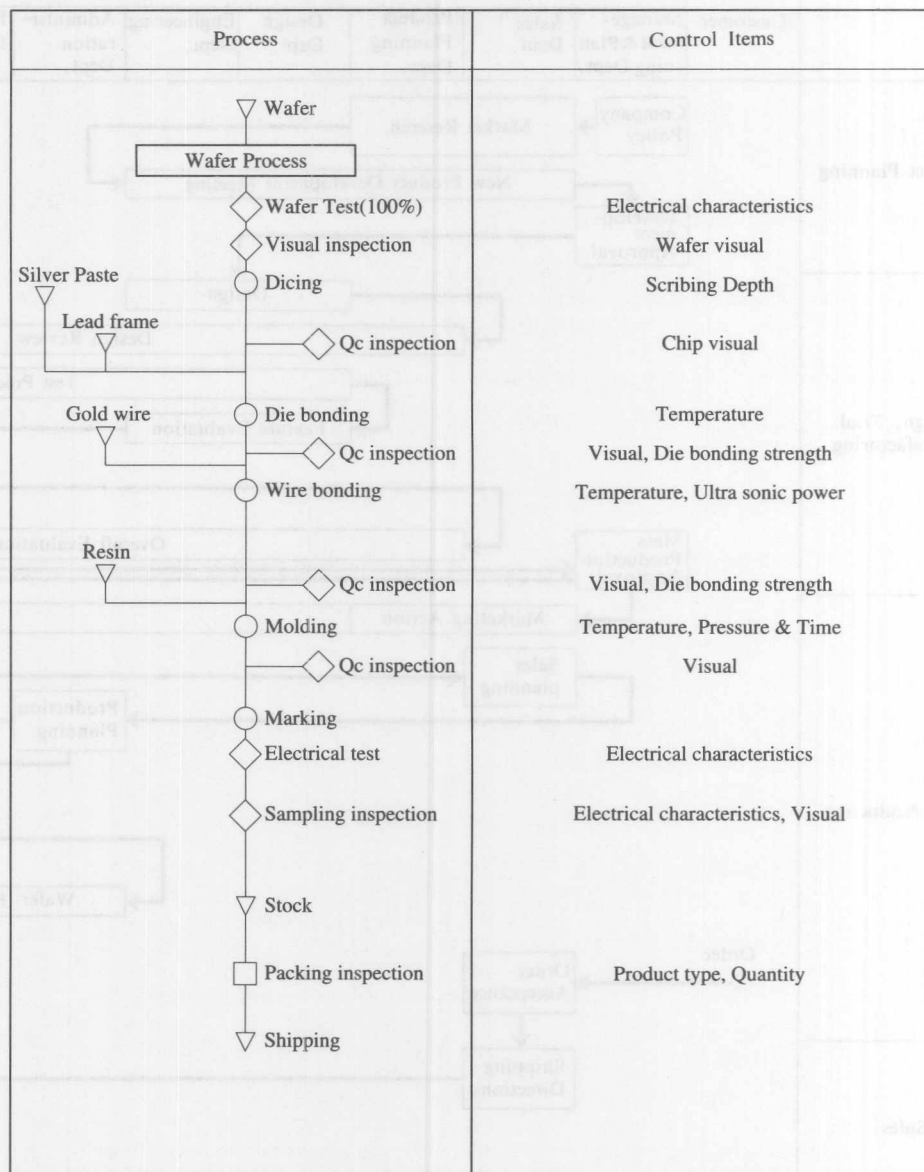 Process Control Items
Wafer
Wafer Process
Wafer Test(100%) Electrical characteristics
Visual inspection Wafer visual
Silver Paste
Dicing Scribing Depth
Lead frame
Qc inspection Chip visual
Gold wire
Die bonding Temperature
Qc inspection Visual, Die bonding strength
Wire bonding Temperature, Ultra sonic power
Resin
Qc inspection Visual, Die bonding strength
Molding Temperature, Pressure & Time
Qc inspection Visual
Marking
Electrical test Electrical characteristics
Sampling inspection Electrical characteristics, Visual
Stock
Packing inspection Product type, Quantity
Shipping